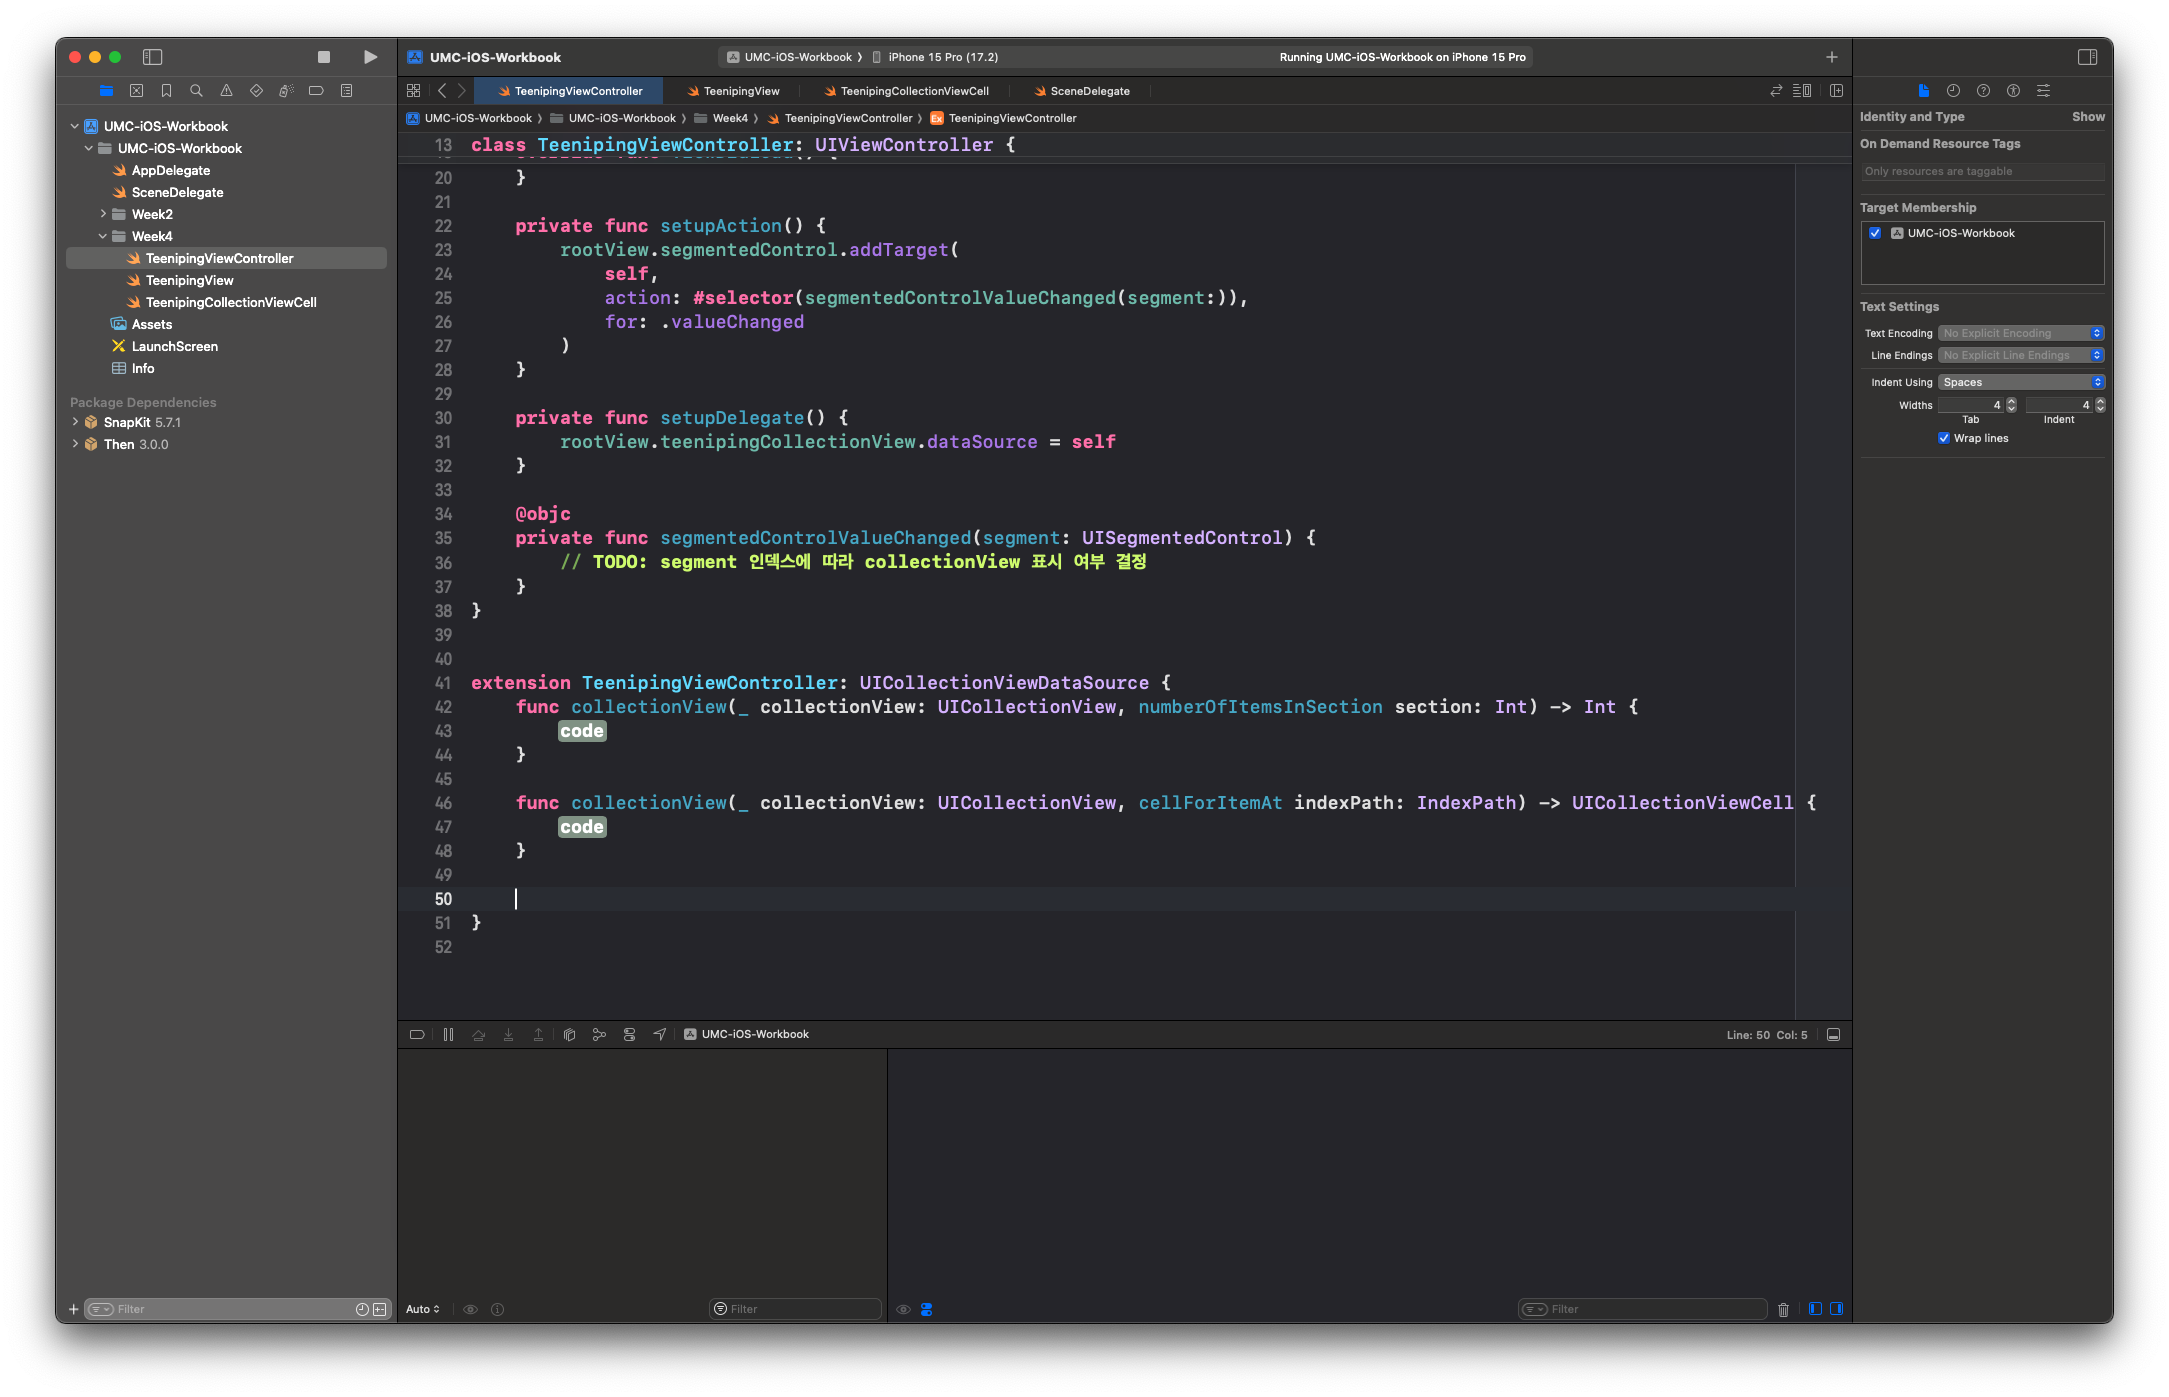 UMC-iOS-Workbook
UMC-iOS-Workbook
AppDelegate
SceneDelegate
Week2
Week4
TeenipingViewController
TeenipingView
TeenipingCollectionViewCell
Assets
LaunchScreen
Info
Package Dependencies
SnapKit 5.7.1
Then 3.0.0
Filter
UMC-iOS-Workbook
UMC-iOS-Workbook 〉 iPhone 15 Pro (17.2)
Running UMC-iOS-Workbook on iPhone 15 Pro
TeenipingViewController
TeenipingView
TeenipingCollectionViewCell
SceneDelegate
UMC-iOS-Workbook 〉 UMC-iOS-Workbook 〉 Week4 〉 TeenipingViewController 〉 Ex TeenipingViewController
13 class TeenipingViewController: UIViewController {
20 }
21
22 private func setupAction() {
23 rootView.segmentedControl.addTarget(
24 self,
25 action: #selector(segmentedControlValueChanged(segment:)),
26 for: .valueChanged
27 )
28 }
29
30 private func setupDelegate() {
31 rootView.teenipingCollectionView.dataSource = self
32 }
33
34 @objc
35 private func segmentedControlValueChanged(segment: UISegmentedControl) {
36 // TODO: segment 인덱스에 따라 collectionView 표시 여부 결정
37 }
38 }
39
40
41 extension TeenipingViewController: UICollectionViewDataSource {
42 func collectionView(_ collectionView: UICollectionView, numberOfItemsInSection section: Int) -> Int {
43 code
44 }
45
46 func collectionView(_ collectionView: UICollectionView, cellForItemAt indexPath: IndexPath) -> UICollectionViewCell {
47 code
48 }
49
50
51 }
52
UMC-iOS-Workbook
Line: 50 Col: 5
Auto
Filter
Filter
Identity and Type
Show
On Demand Resource Tags
Only resources are taggable
Target Membership
UMC-iOS-Workbook
Text Settings
Text Encoding No Explicit Encoding
Line Endings No Explicit Line Endings
Indent Using Spaces
Widths 4 4
Tab Indent
Wrap lines